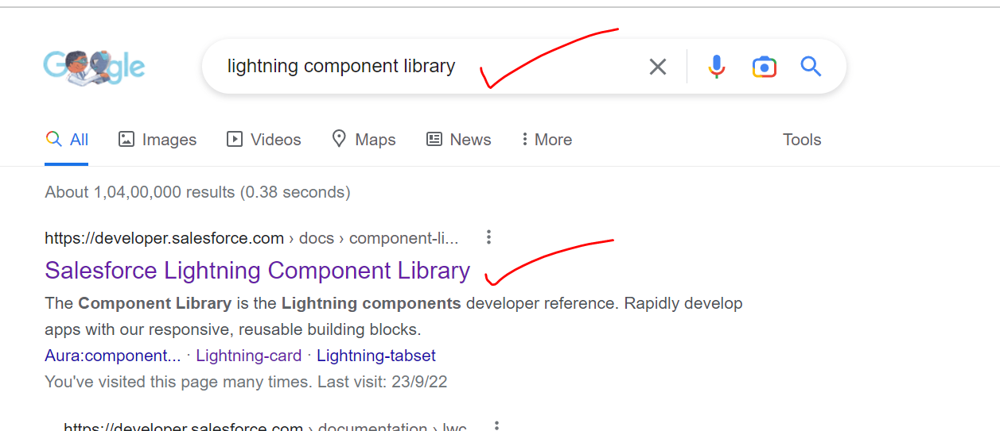 Google
lightning component library
All Images Videos Maps News More Tools
About 1,04,00,000 results (0.38 seconds)
https://developer.salesforce.com › docs › component-li...
Salesforce Lightning Component Library
The Component Library is the Lightning components developer reference. Rapidly develop
apps with our responsive, reusable building blocks.
Aura:component... · Lightning-card · Lightning-tabset
You've visited this page many times. Last visit: 23/9/22
https://developer.salesforce.com › documentation › lwc